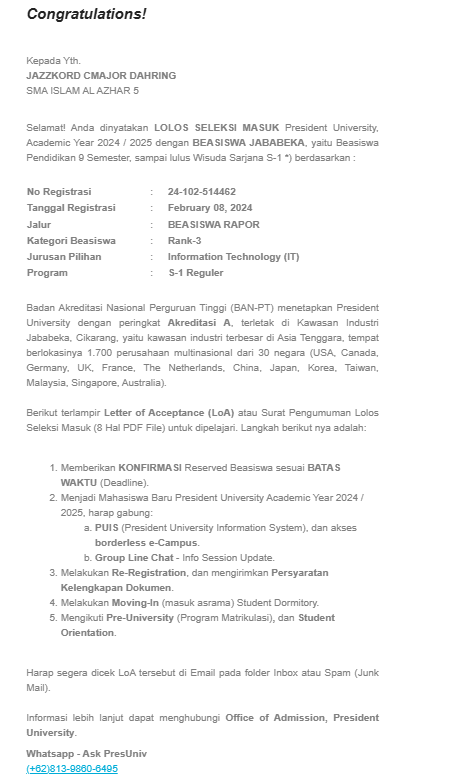 Congratulations!
Kepada Yth.
JAZZKORD CMAJOR DAHRING
SMA ISLAM AL AZHAR 5
Selamat! Anda dinyatakan LOLOS SELEKSI MASUK President University,
Academic Year 2024 / 2025 dengan BEASISWA JABABEKA, yaitu Beasiswa
Pendidikan 9 Semester, sampai lulus Wisuda Sarjana S-1 *) berdasarkan :
No Registrasi : 24-102-514462
Tanggal Registrasi : February 08, 2024
Jalur : BEASISWA RAPOR
Kategori Beasiswa : Rank-3
Jurusan Pilihan : Information Technology (IT)
Program : S-1 Reguler
Badan Akreditasi Nasional Perguruan Tinggi (BAN-PT) menetapkan President
University dengan peringkat Akreditasi A, terletak di Kawasan Industri
Jababeka, Cikarang, yaitu kawasan industri terbesar di Asia Tenggara, tempat
berlokasinya 1.700 perusahaan multinasional dari 30 negara (USA, Canada,
Germany, UK, France, The Netherlands, China, Japan, Korea, Taiwan,
Malaysia, Singapore, Australia).
Berikut terlampir Letter of Acceptance (LoA) atau Surat Pengumuman Lolos
Seleksi Masuk (8 Hal PDF File) untuk dipelajari. Langkah berikut nya adalah:
1. Memberikan KONFIRMASI Reserved Beasiswa sesuai BATAS
WAKTU (Deadline).
2. Menjadi Mahasiswa Baru President University Academic Year 2024 /
2025, harap gabung:
a. PUIS (President University Information System), dan akses
borderless e-Campus.
b. Group Line Chat - Info Session Update.
3. Melakukan Re-Registration, dan mengirimkan Persyaratan
Kelengkapan Dokumen.
4. Melakukan Moving-In (masuk asrama) Student Dormitory.
5. Mengikuti Pre-University (Program Matrikulasi), dan Student
Orientation.
Harap segera dicek LoA tersebut di Email pada folder Inbox atau Spam (Junk
Mail).
Informasi lebih lanjut dapat menghubungi Office of Admission, President
University.
Whatsapp - Ask PresUniv
(+62)813-9860-6495